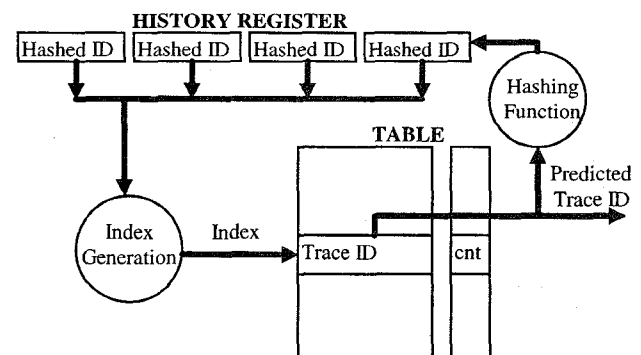 HISTORY REGISTER
Hashed ID Hashed ID Hashed ID Hashed ID
Hashing
Function
TABLE
Predicted
Trace ID
Index
Generation
Index
Trace ID
cnt